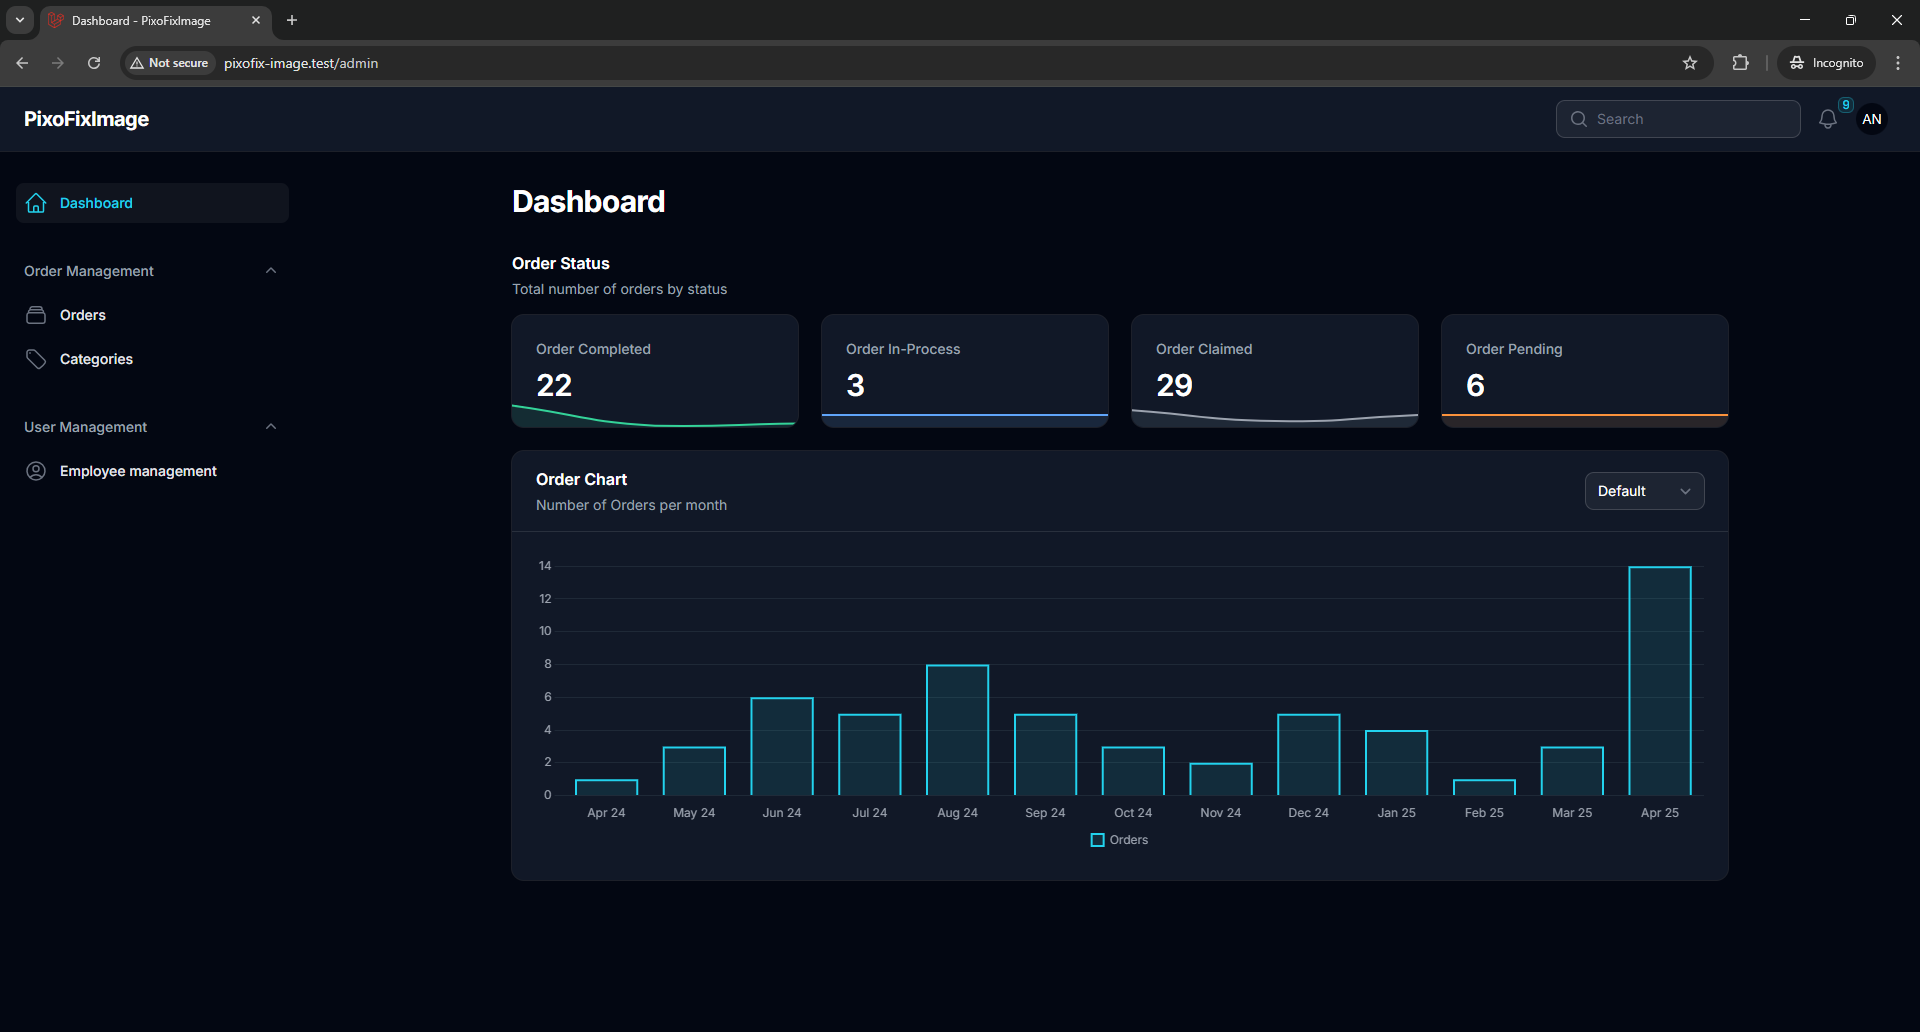 Dashboard - PixoFixImage
Not secure
pixofix-image.test/admin
Incognito
PixoFixImage
Search
9
AN
Dashboard
Order Management
Orders
Categories
User Management
Employee management
Dashboard
Order Status
Total number of orders by status
Order Completed
22
Order In-Process
3
Order Claimed
29
Order Pending
6
Order Chart
Number of Orders per month
Default
14
12
10
8
6
4
2
0
Apr 24 May 24 Jun 24 Jul 24 Aug 24 Sep 24 Oct 24 Nov 24 Dec 24 Jan 25 Feb 25 Mar 25 Apr 25
Orders